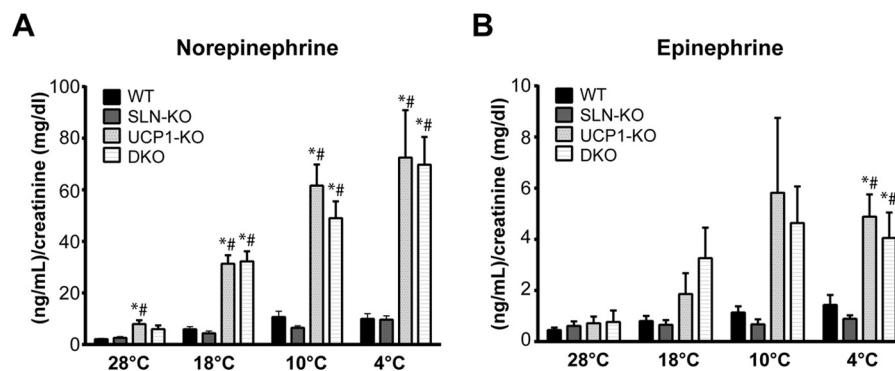 A
Norepinephrine
(ng/mL)/creatinine (mg/dl)
100
80
60
40
20
0
WT
SLN-KO
UCP1-KO
DKO
*#
*# *#
*#
*#
*#
*#
28°C 18°C 10°C 4°C
B
Epinephrine
(ng/mL)/creatinine (mg/dl)
10
8
6
4
2
0
WT
SLN-KO
UCP1-KO
DKO
*#
*#
28°C 18°C 10°C 4°C